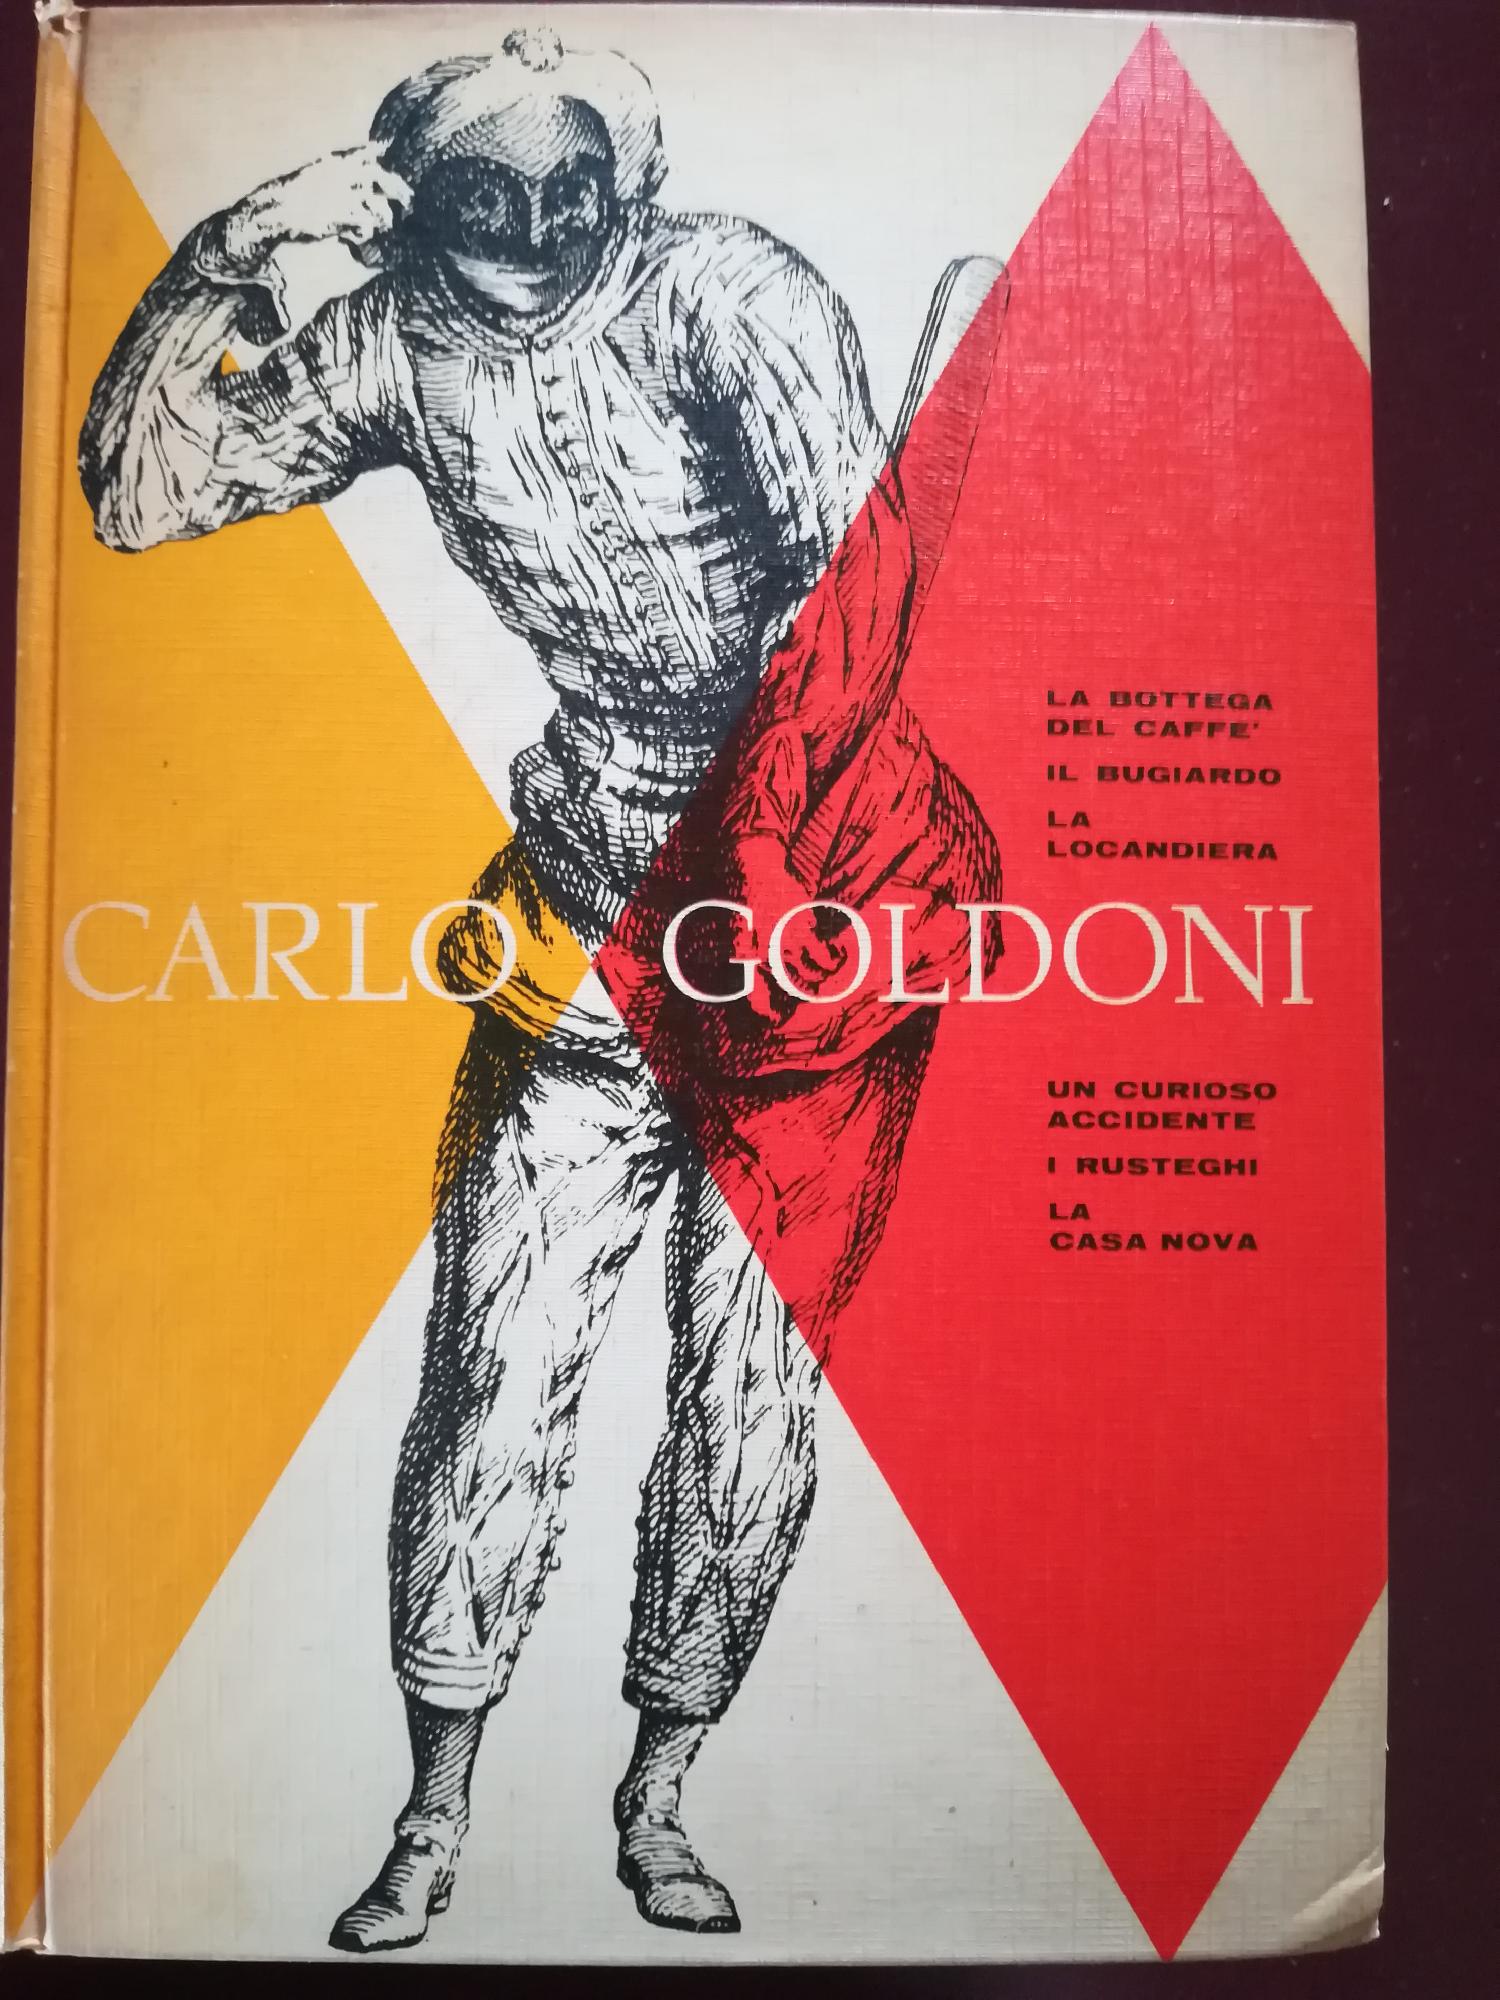 LA BOTTEGA
DEL CAFFE'
IL BUGIARDO
LA
LOCANDIERA
CARLO GOLDONI
UN CURIOSO
ACCIDENTE
I RUSTEGHI
LA
CASA NOVA